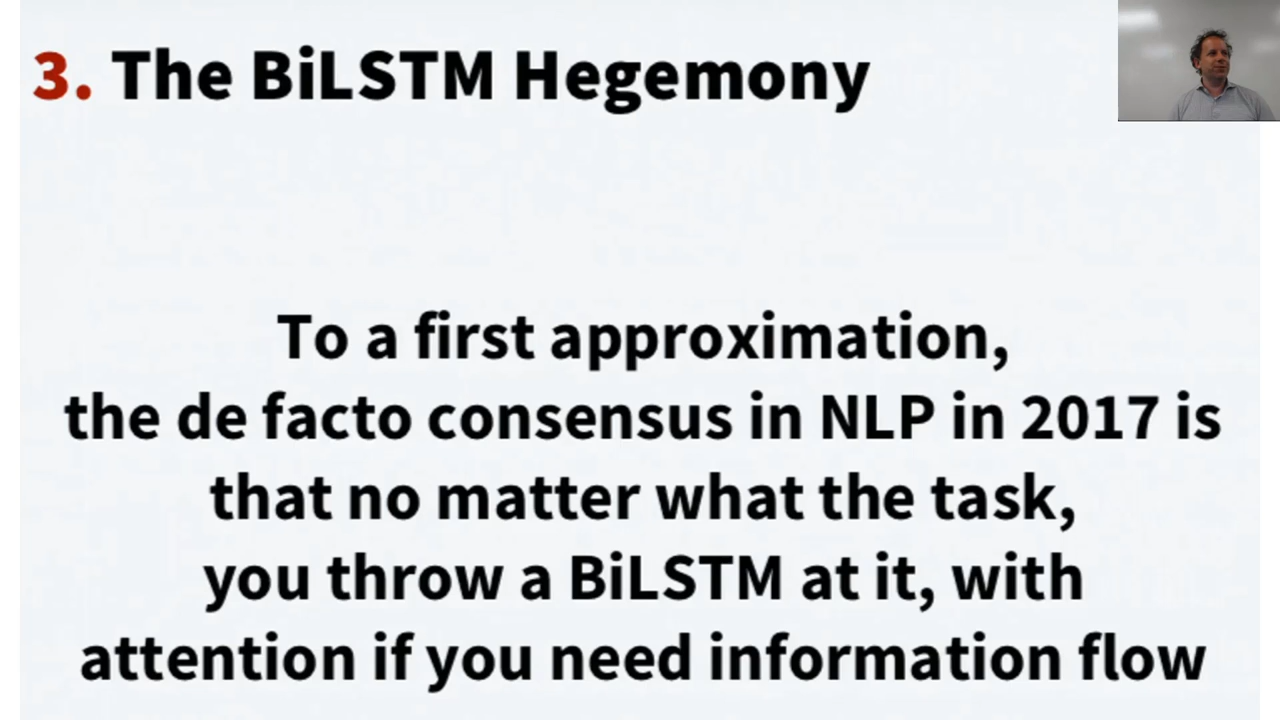 3. The BiLSTM Hegemony
To a first approximation,
the de facto consensus in NLP in 2017 is
that no matter what the task,
you throw a BiLSTM at it, with
attention if you need information flow